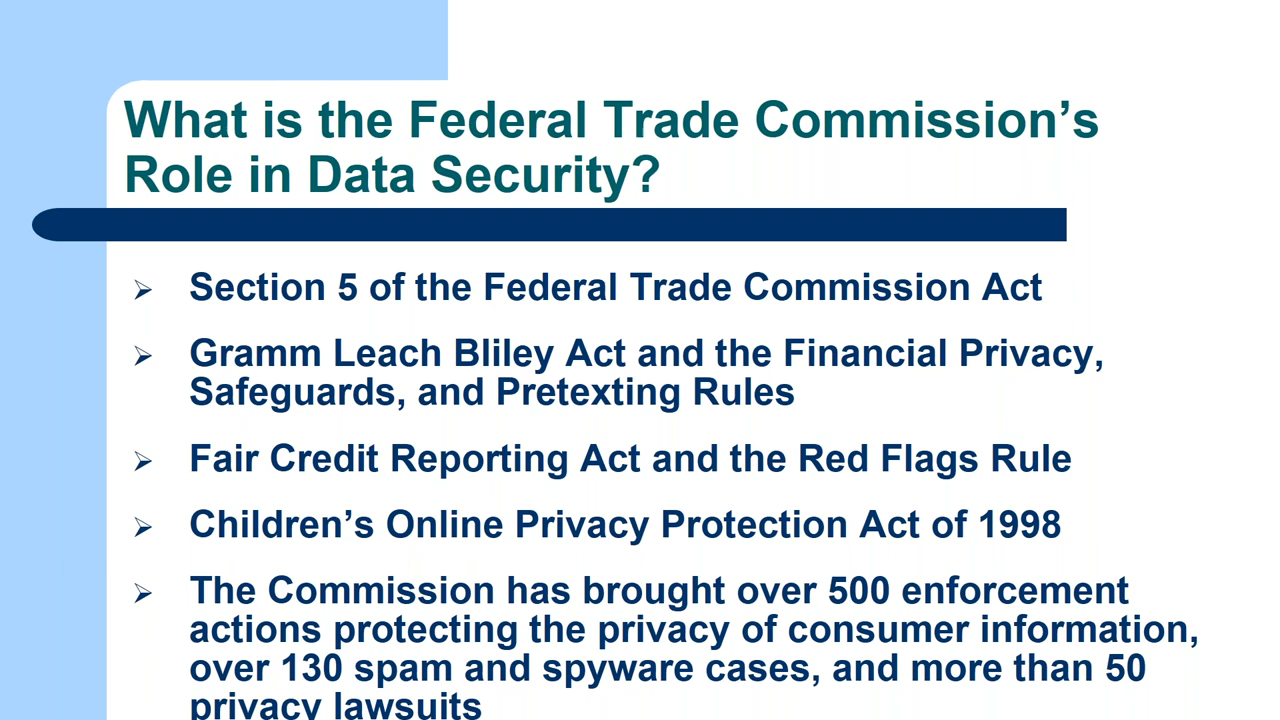 What is the Federal Trade Commission’s
Role in Data Security?
Section 5 of the Federal Trade Commission Act
Gramm Leach Bliley Act and the Financial Privacy,
Safeguards, and Pretexting Rules
Fair Credit Reporting Act and the Red Flags Rule
Children’s Online Privacy Protection Act of 1998
The Commission has brought over 500 enforcement
actions protecting the privacy of consumer information,
over 130 spam and spyware cases, and more than 50
privacy lawsuits